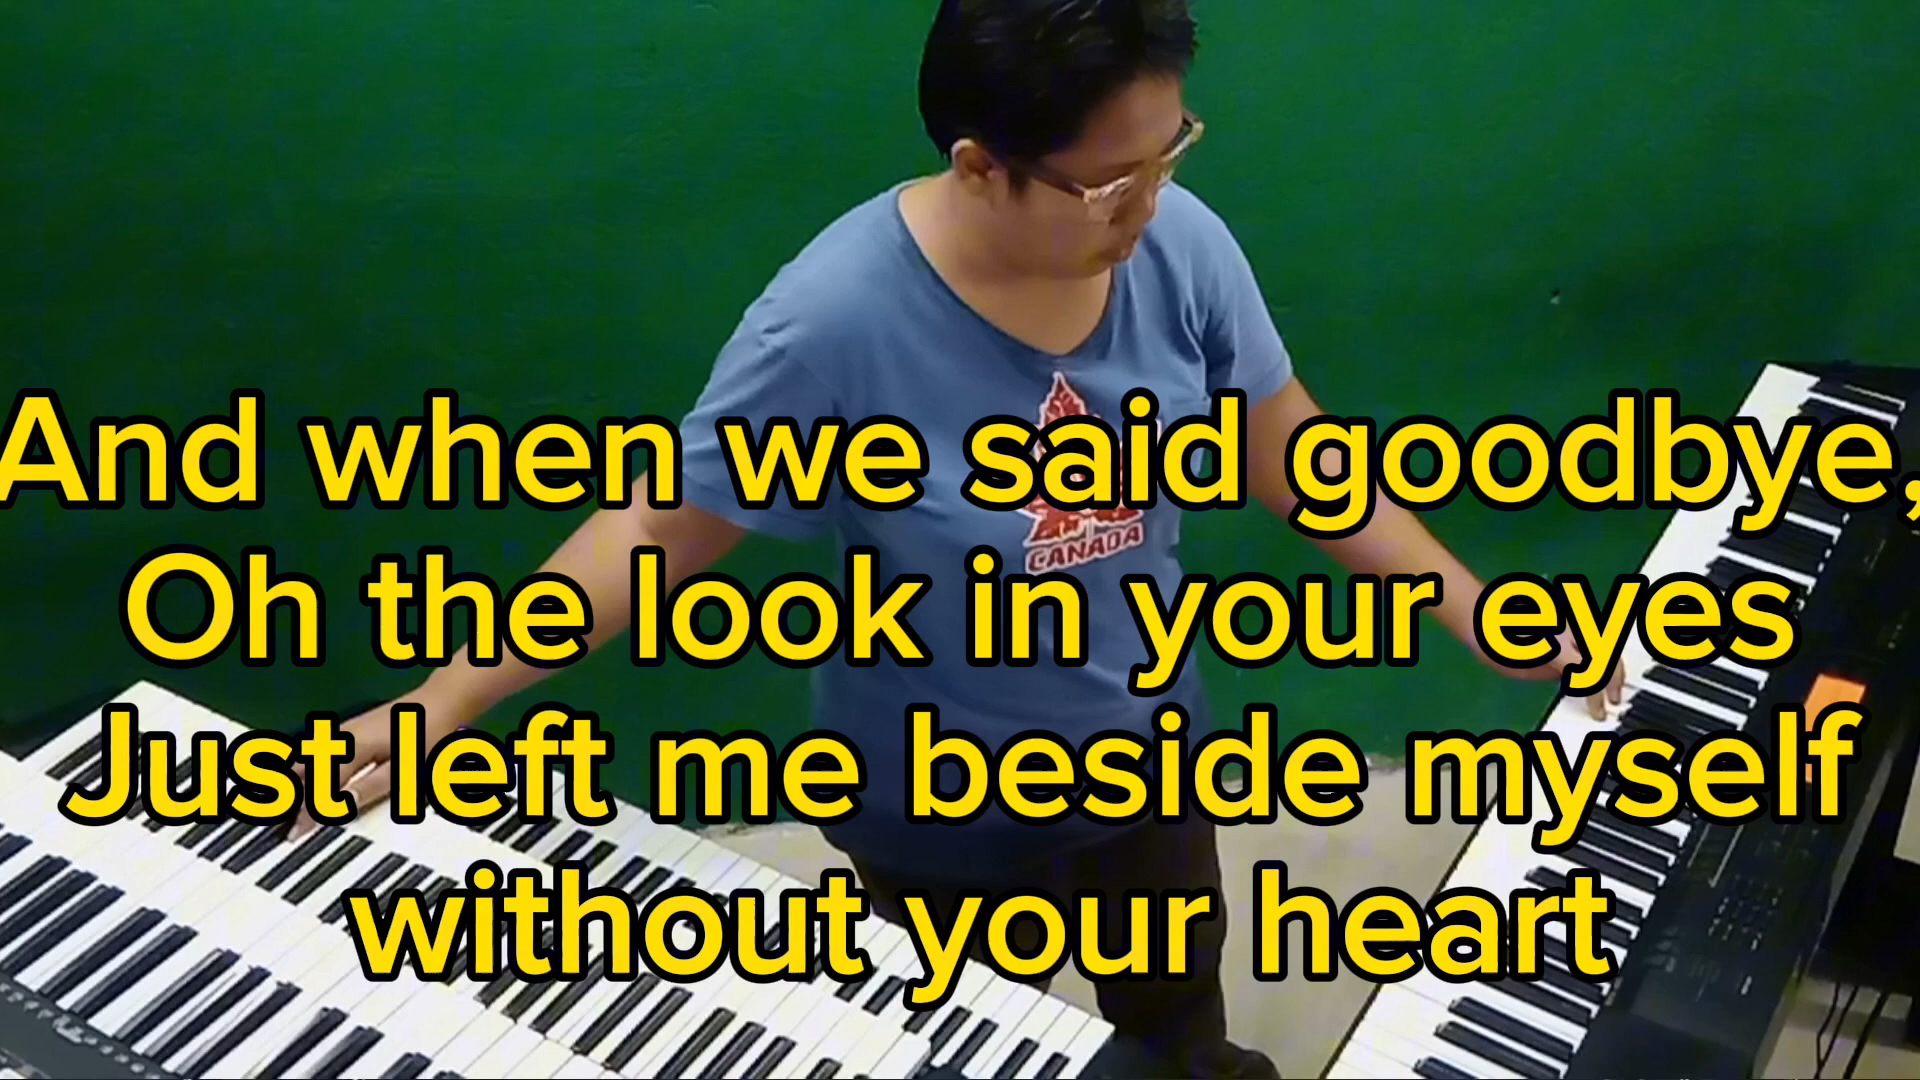 And when we said goodbye,
Oh the look in your eyes
Just left me beside myself
without your heart
CANADA